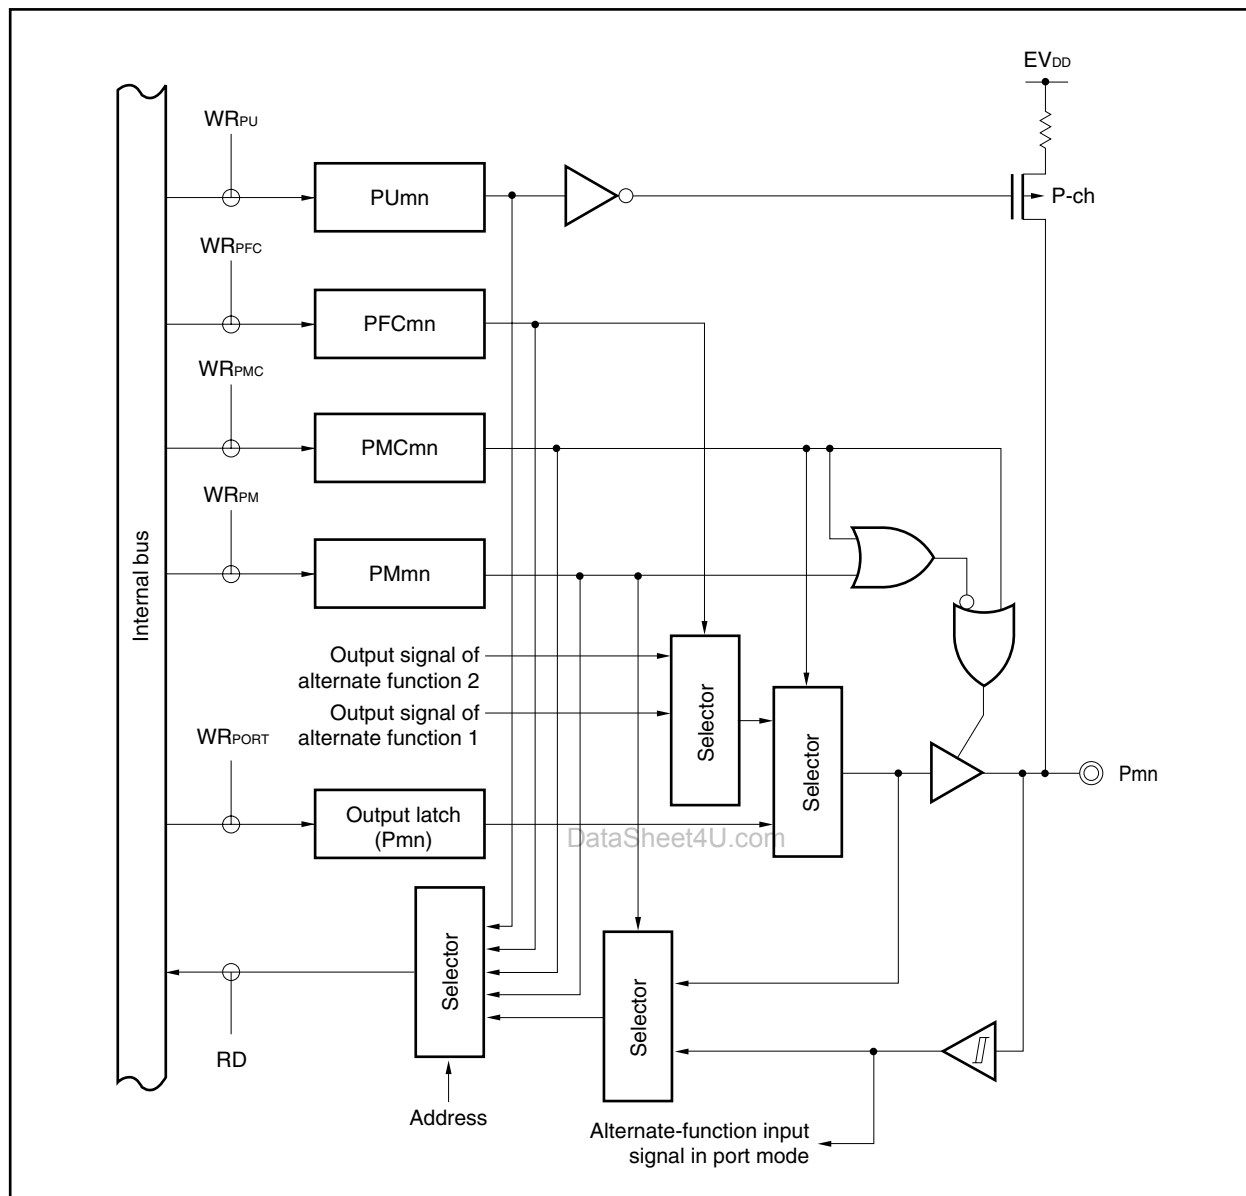 EVDD
WRPU
PUmn
P-ch
WRPFC
PFCmn
WRPMC
PMCmn
WRPM
PMmn
Internal bus
Output signal of
alternate function 2
Output signal of
alternate function 1
Selector
Selector
WRPORT
Pmn
Output latch
(Pmn)
DataSheet4U.com
Selector
Selector
RD
Address
Alternate-function input
signal in port mode